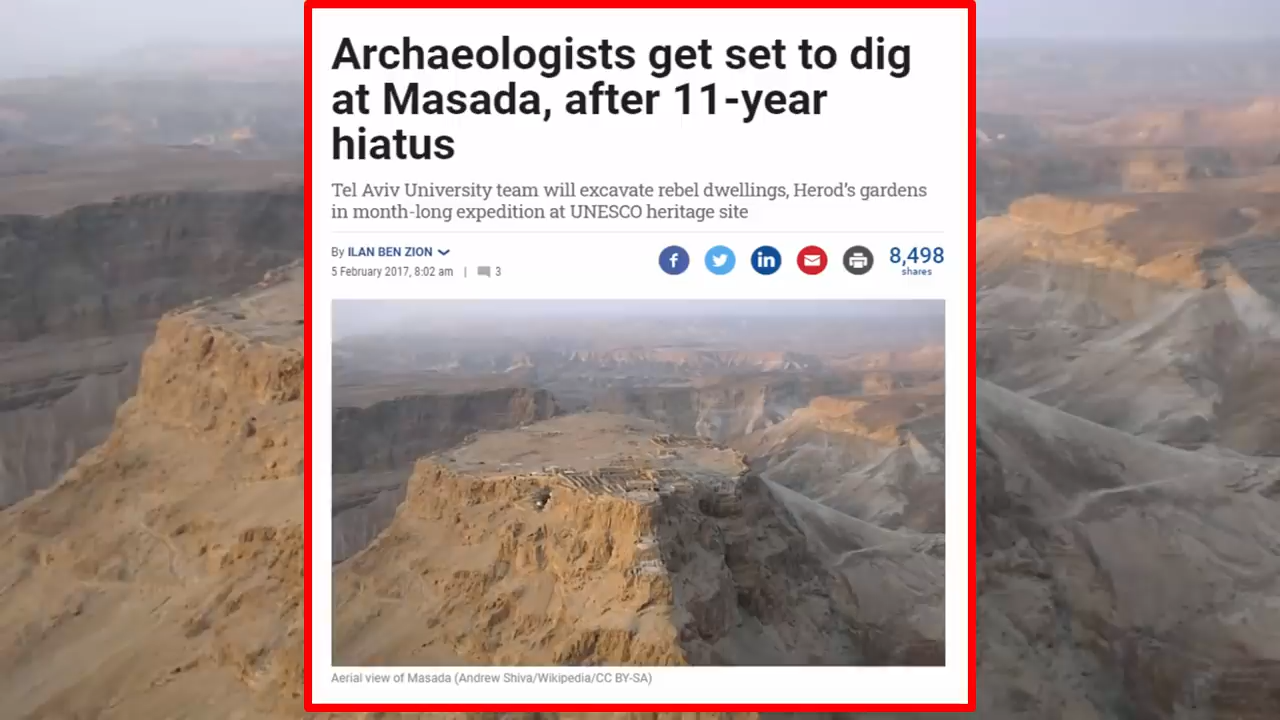 Archaeologists get set to dig
at Masada, after 11-year
hiatus
Tel Aviv University team will excavate rebel dwellings, Herod's gardens
in month-long expedition at UNESCO heritage site
By ILAN BEN ZION
5 February 2017, 8:02 am | 3
8,498
shares
Aerial view of Masada (Andrew Shiva/Wikipedia/CC BY-SA)